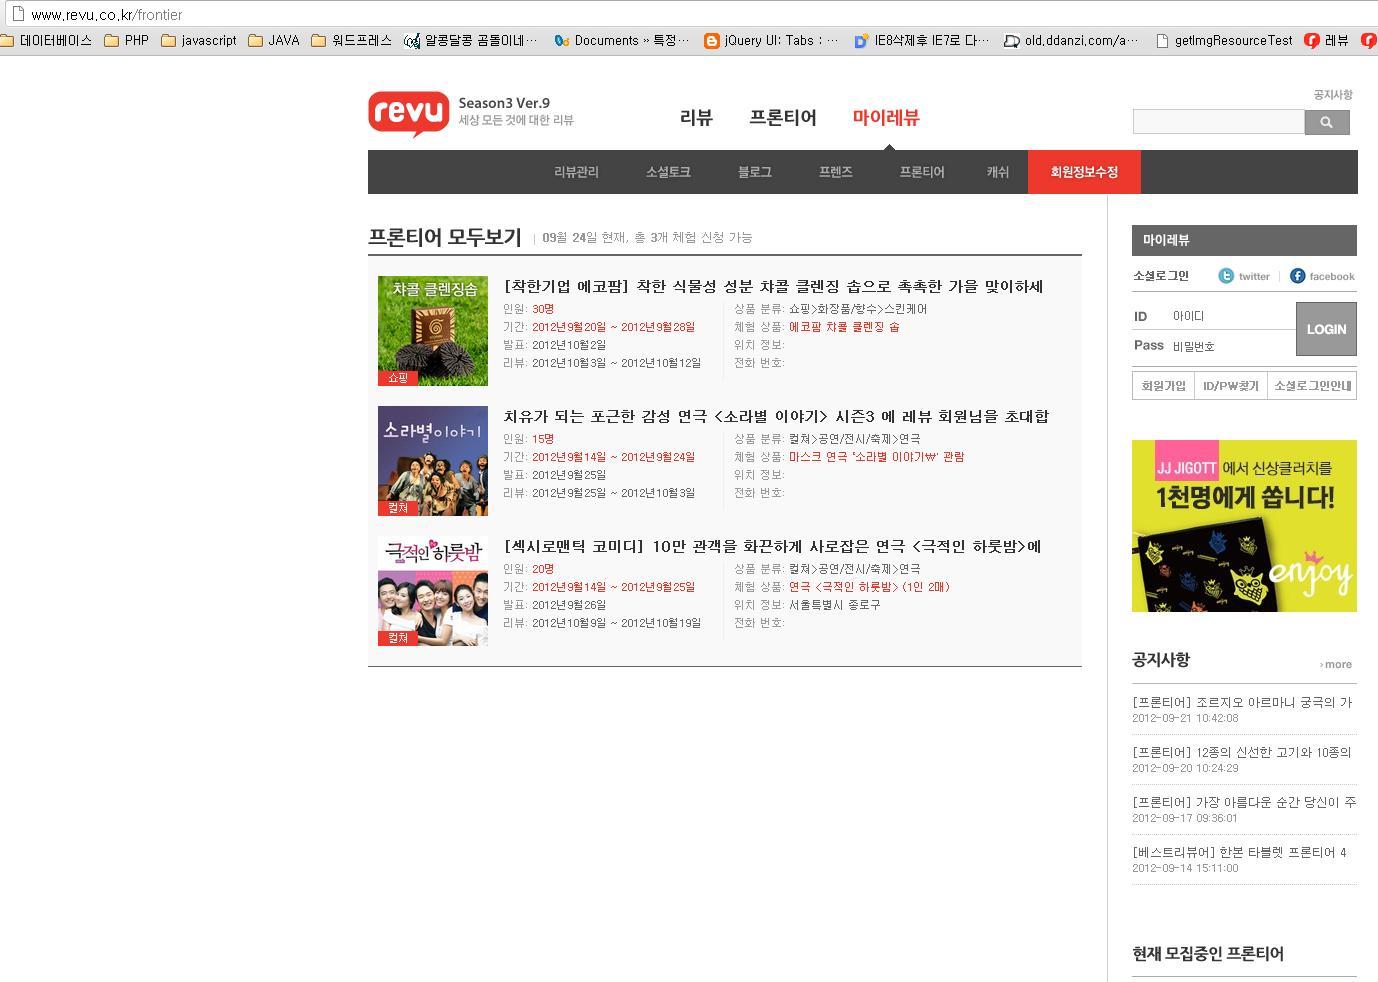 www.revu.co.kr/frontier
데이터베이스 PHP javascript JAVA 워드프레스 알콩달콩 곰돌이네… Documents » 특정… jQuery UI: Tabs : … IE8삭제후 IE7로 다… old.ddanzi.com/a… getImgResourceTest 레뷰
공지사항
revu Season3 Ver.9
세상 모든 것에 대한 리뷰
리뷰 프론티어 마이레뷰
리뷰관리 소셜토크 블로그 프렌즈 프론티어 캐쉬 회원정보수정
프론티어 모두보기 | 09월 24일 현재, 총 3개 체험 신청 가능
차콜 클렌징솝
쇼핑
[착한기업 에코팜] 착한 식물성 성분 차콜 클렌징 솝으로 촉촉한 가을 맞이하세
인원: 30명
기간: 2012년9월20일 ~ 2012년9월28일
발표: 2012년10월2일
리뷰: 2012년10월3일 ~ 2012년10월12일
상품 분류: 쇼핑>화장품/향수>스킨케어
체험 상품: 에코팜 차콜 클렌징 솝
위치 정보:
전화 번호:
소라별이야기
컬쳐
치유가 되는 포근한 감성 연극 <소라별 이야기> 시즌3 에 레뷰 회원님을 초대합
인원: 15명
기간: 2012년9월14일 ~ 2012년9월24일
발표: 2012년9월25일
리뷰: 2012년9월25일 ~ 2012년10월3일
상품 분류: 컬쳐>공연/전시/축제>연극
체험 상품: 마스크 연극 '소라별 이야기₩' 관람
위치 정보:
전화 번호:
극적인 하룻밤
컬쳐
[섹시로맨틱 코미디] 10만 관객을 화끈하게 사로잡은 연극 <극적인 하룻밤>에
인원: 20명
기간: 2012년9월14일 ~ 2012년9월25일
발표: 2012년9월26일
리뷰: 2012년10월9일 ~ 2012년10월19일
상품 분류: 컬쳐>공연/전시/축제>연극
체험 상품: 연극 <극적인 하룻밤> (1인 2매)
위치 정보: 서울특별시 종로구
전화 번호:
마이레뷰
소셜로그인 twitter | facebook
ID 아이디
Pass 비밀번호
LOGIN
회원가입 ID/PW찾기 소셜로그인안내
JJ JIGOTT 에서 신상클러치를
1천명에게 쏩니다!
enjoy
공지사항 › more
[프론티어] 조르지오 아르마니 궁극의 가
2012-09-21 10:42:08
[프론티어] 12종의 신선한 고기와 10종의
2012-09-20 10:24:29
[프론티어] 가장 아름다운 순간 당신이 주
2012-09-17 09:36:01
[베스트리뷰어] 한본 타블렛 프론티어 4
2012-09-14 15:11:00
현재 모집중인 프론티어